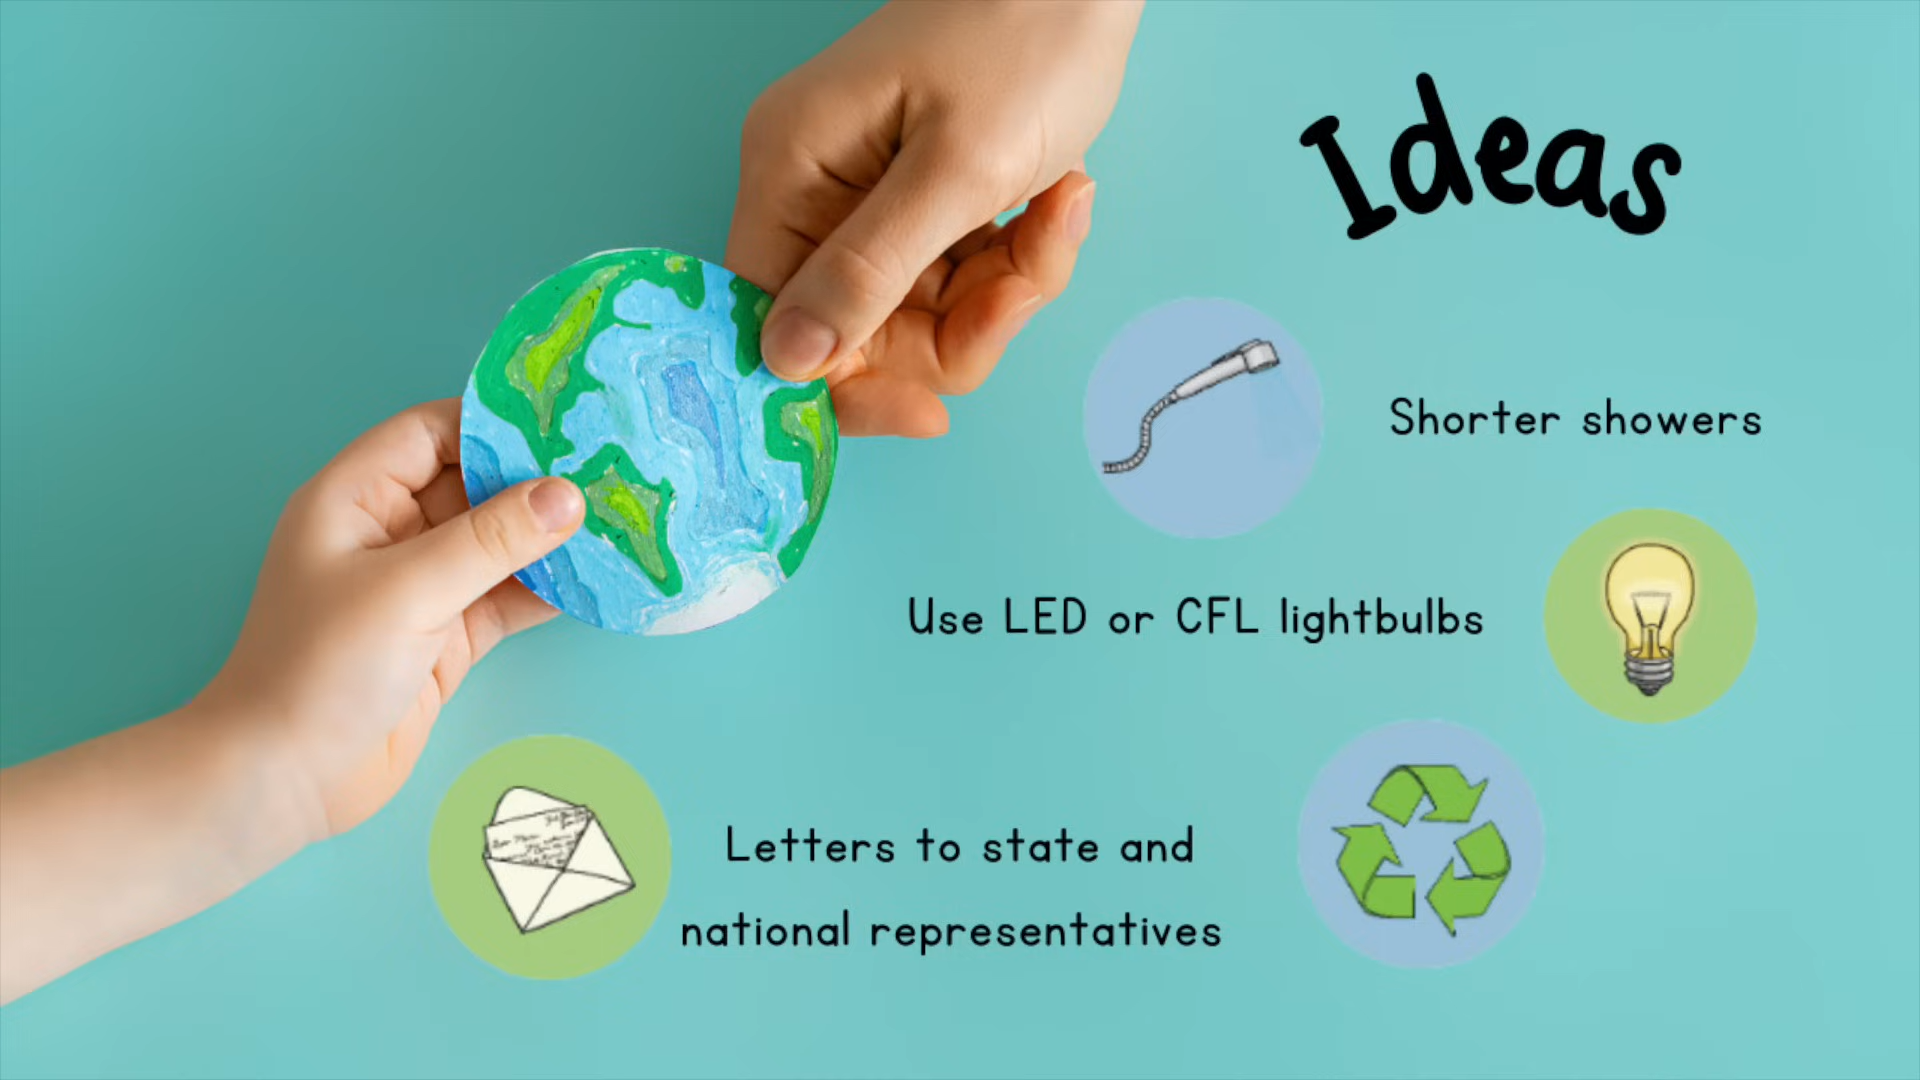 Ideas
Shorter showers
Use LED or CFL lightbulbs
Letters to state and
national representatives